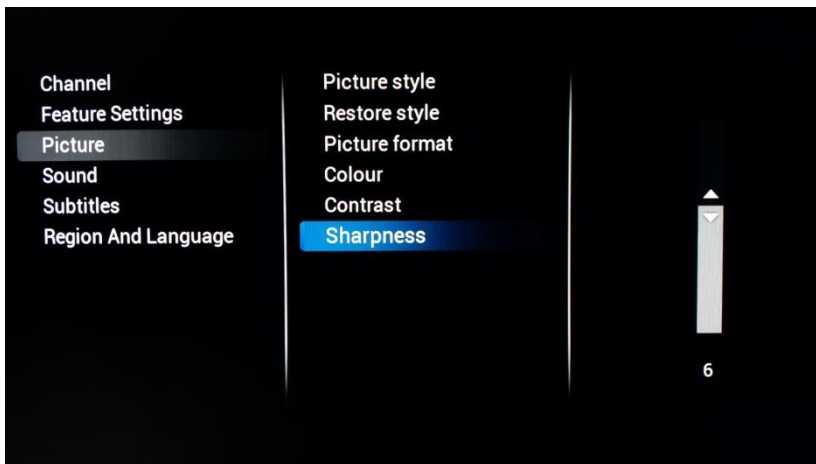 Channel
Feature Settings
Picture
Sound
Subtitles
Region And Language
Picture style
Restore style
Picture format
Colour
Contrast
Sharpness
6